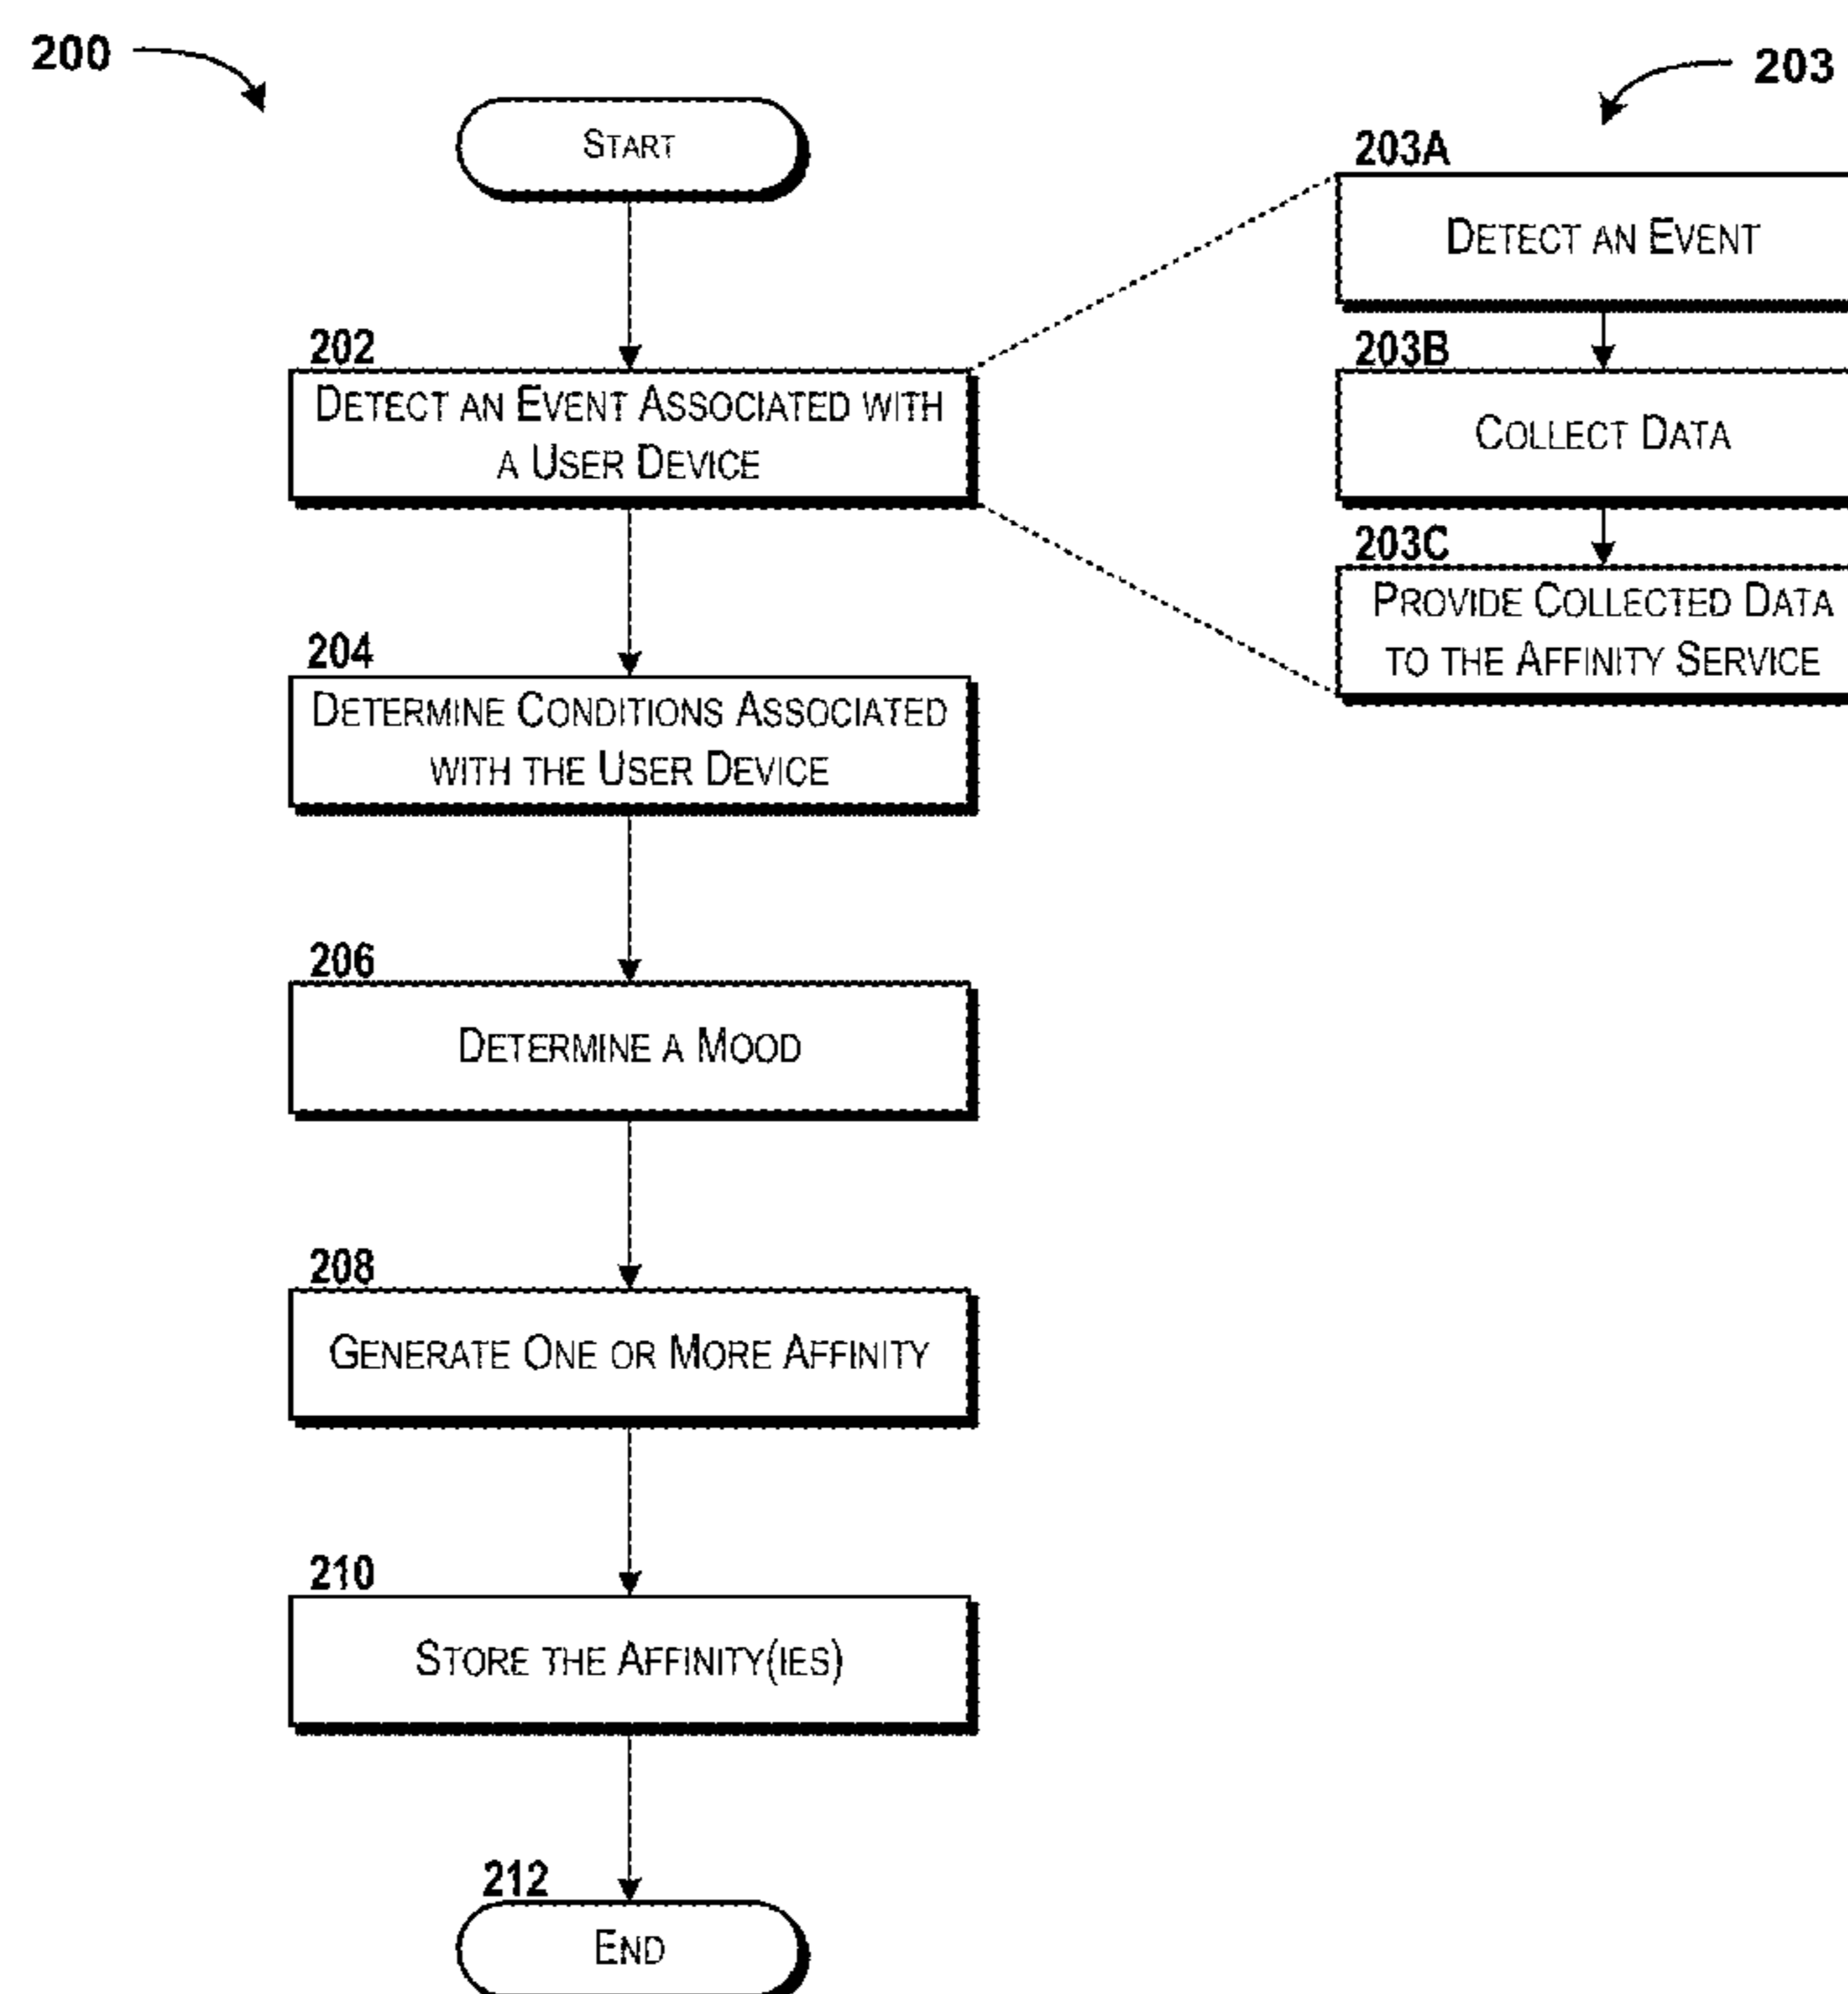 200
START
202
DETECT AN EVENT ASSOCIATED WITH
A USER DEVICE
204
DETERMINE CONDITIONS ASSOCIATED
WITH THE USER DEVICE
206
DETERMINE A MOOD
208
GENERATE ONE OR MORE AFFINITY
210
STORE THE AFFINITY(IES)
212
END
203
203A
DETECT AN EVENT
203B
COLLECT DATA
203C
PROVIDE COLLECTED DATA
TO THE AFFINITY SERVICE